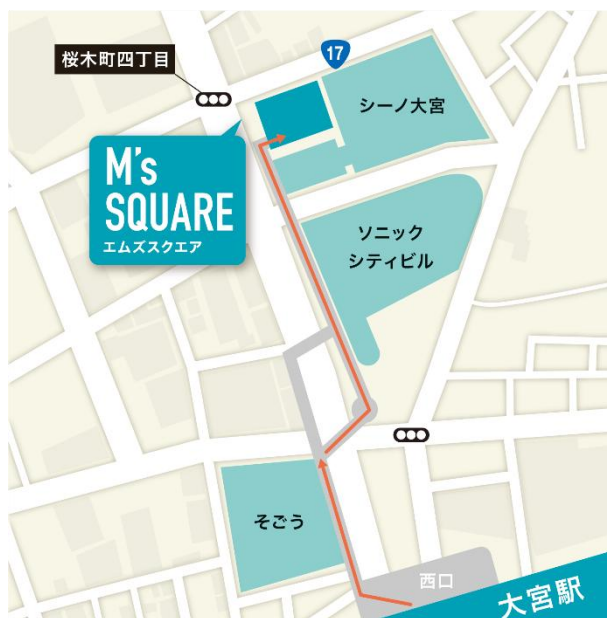 桜木町四丁目
17
シーノ大宮
M's
SQUARE
エムズスクエア
ソニック
シティビル
そごう
西口
大宮駅